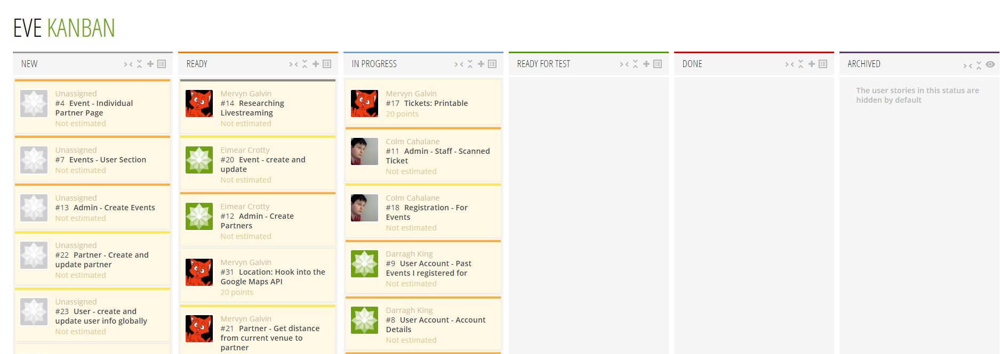 EVE KANBAN
NEW
Unassigned
#4 Event - Individual
Partner Page
Not estimated
Unassigned
#7 Events - User Section
Not estimated
Unassigned
#13 Admin - Create Events
Not estimated
Unassigned
#22 Partner - Create and
update partner
Not estimated
Unassigned
#23 User - create and
update user info globally
Not estimated
READY
Mervyn Galvin
#14 Researching
Livestreaming
Not estimated
Eimear Crotty
#20 Event - create and
update
Not estimated
Eimear Crotty
#12 Admin - Create
Partners
Not estimated
Mervyn Galvin
#31 Location: Hook into the
Google Maps API
20 points
Mervyn Galvin
#21 Partner - Get distance
from current venue to
partner
IN PROGRESS
Mervyn Galvin
#17 Tickets: Printable
20 points
Colm Cahalane
#11 Admin - Staff - Scanned
Ticket
Not estimated
Colm Cahalane
#18 Registration - For
Events
Not estimated
Darragh King
#9 User Account - Past
Events I registered for
Not estimated
Darragh King
#8 User Account - Account
Details
Not estimated
READY FOR TEST
DONE
ARCHIVED
The user stories in this status are
hidden by default